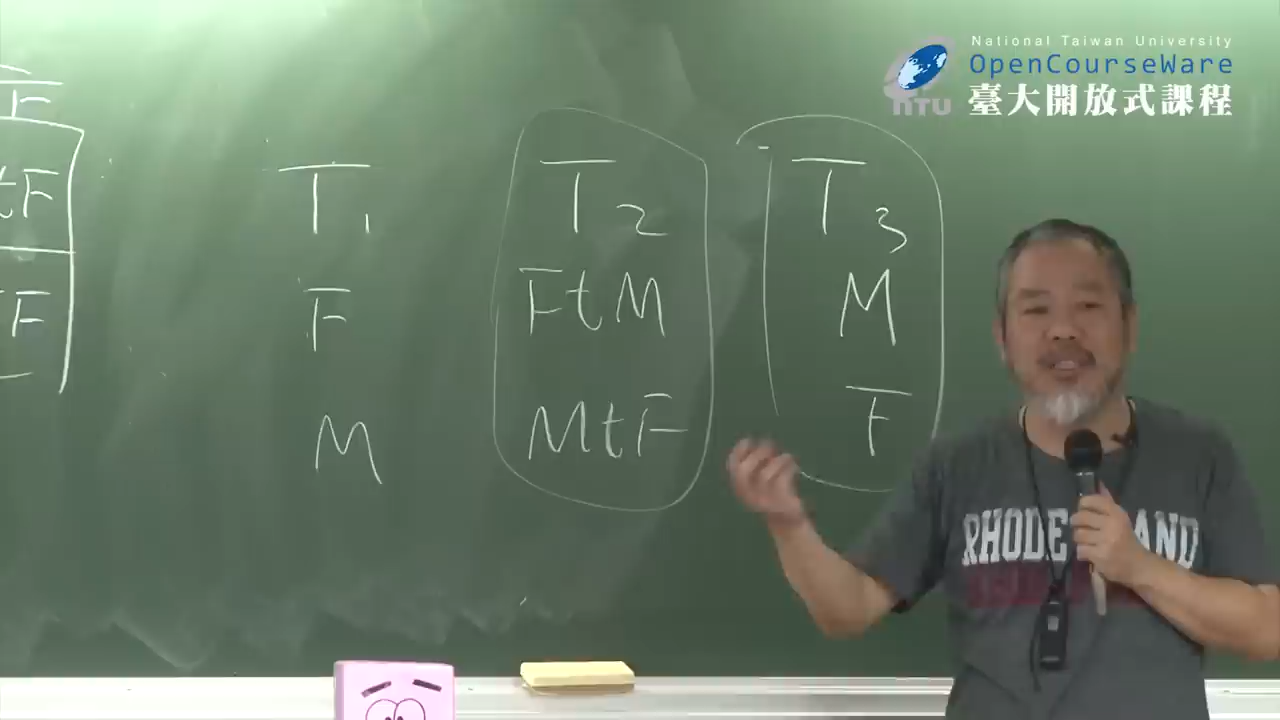 National Taiwan University
OpenCourseWare
臺大開放式課程
NTU
F
tF
F
T1 T2 T3
F FtM M
M MtF F
RHODE AND